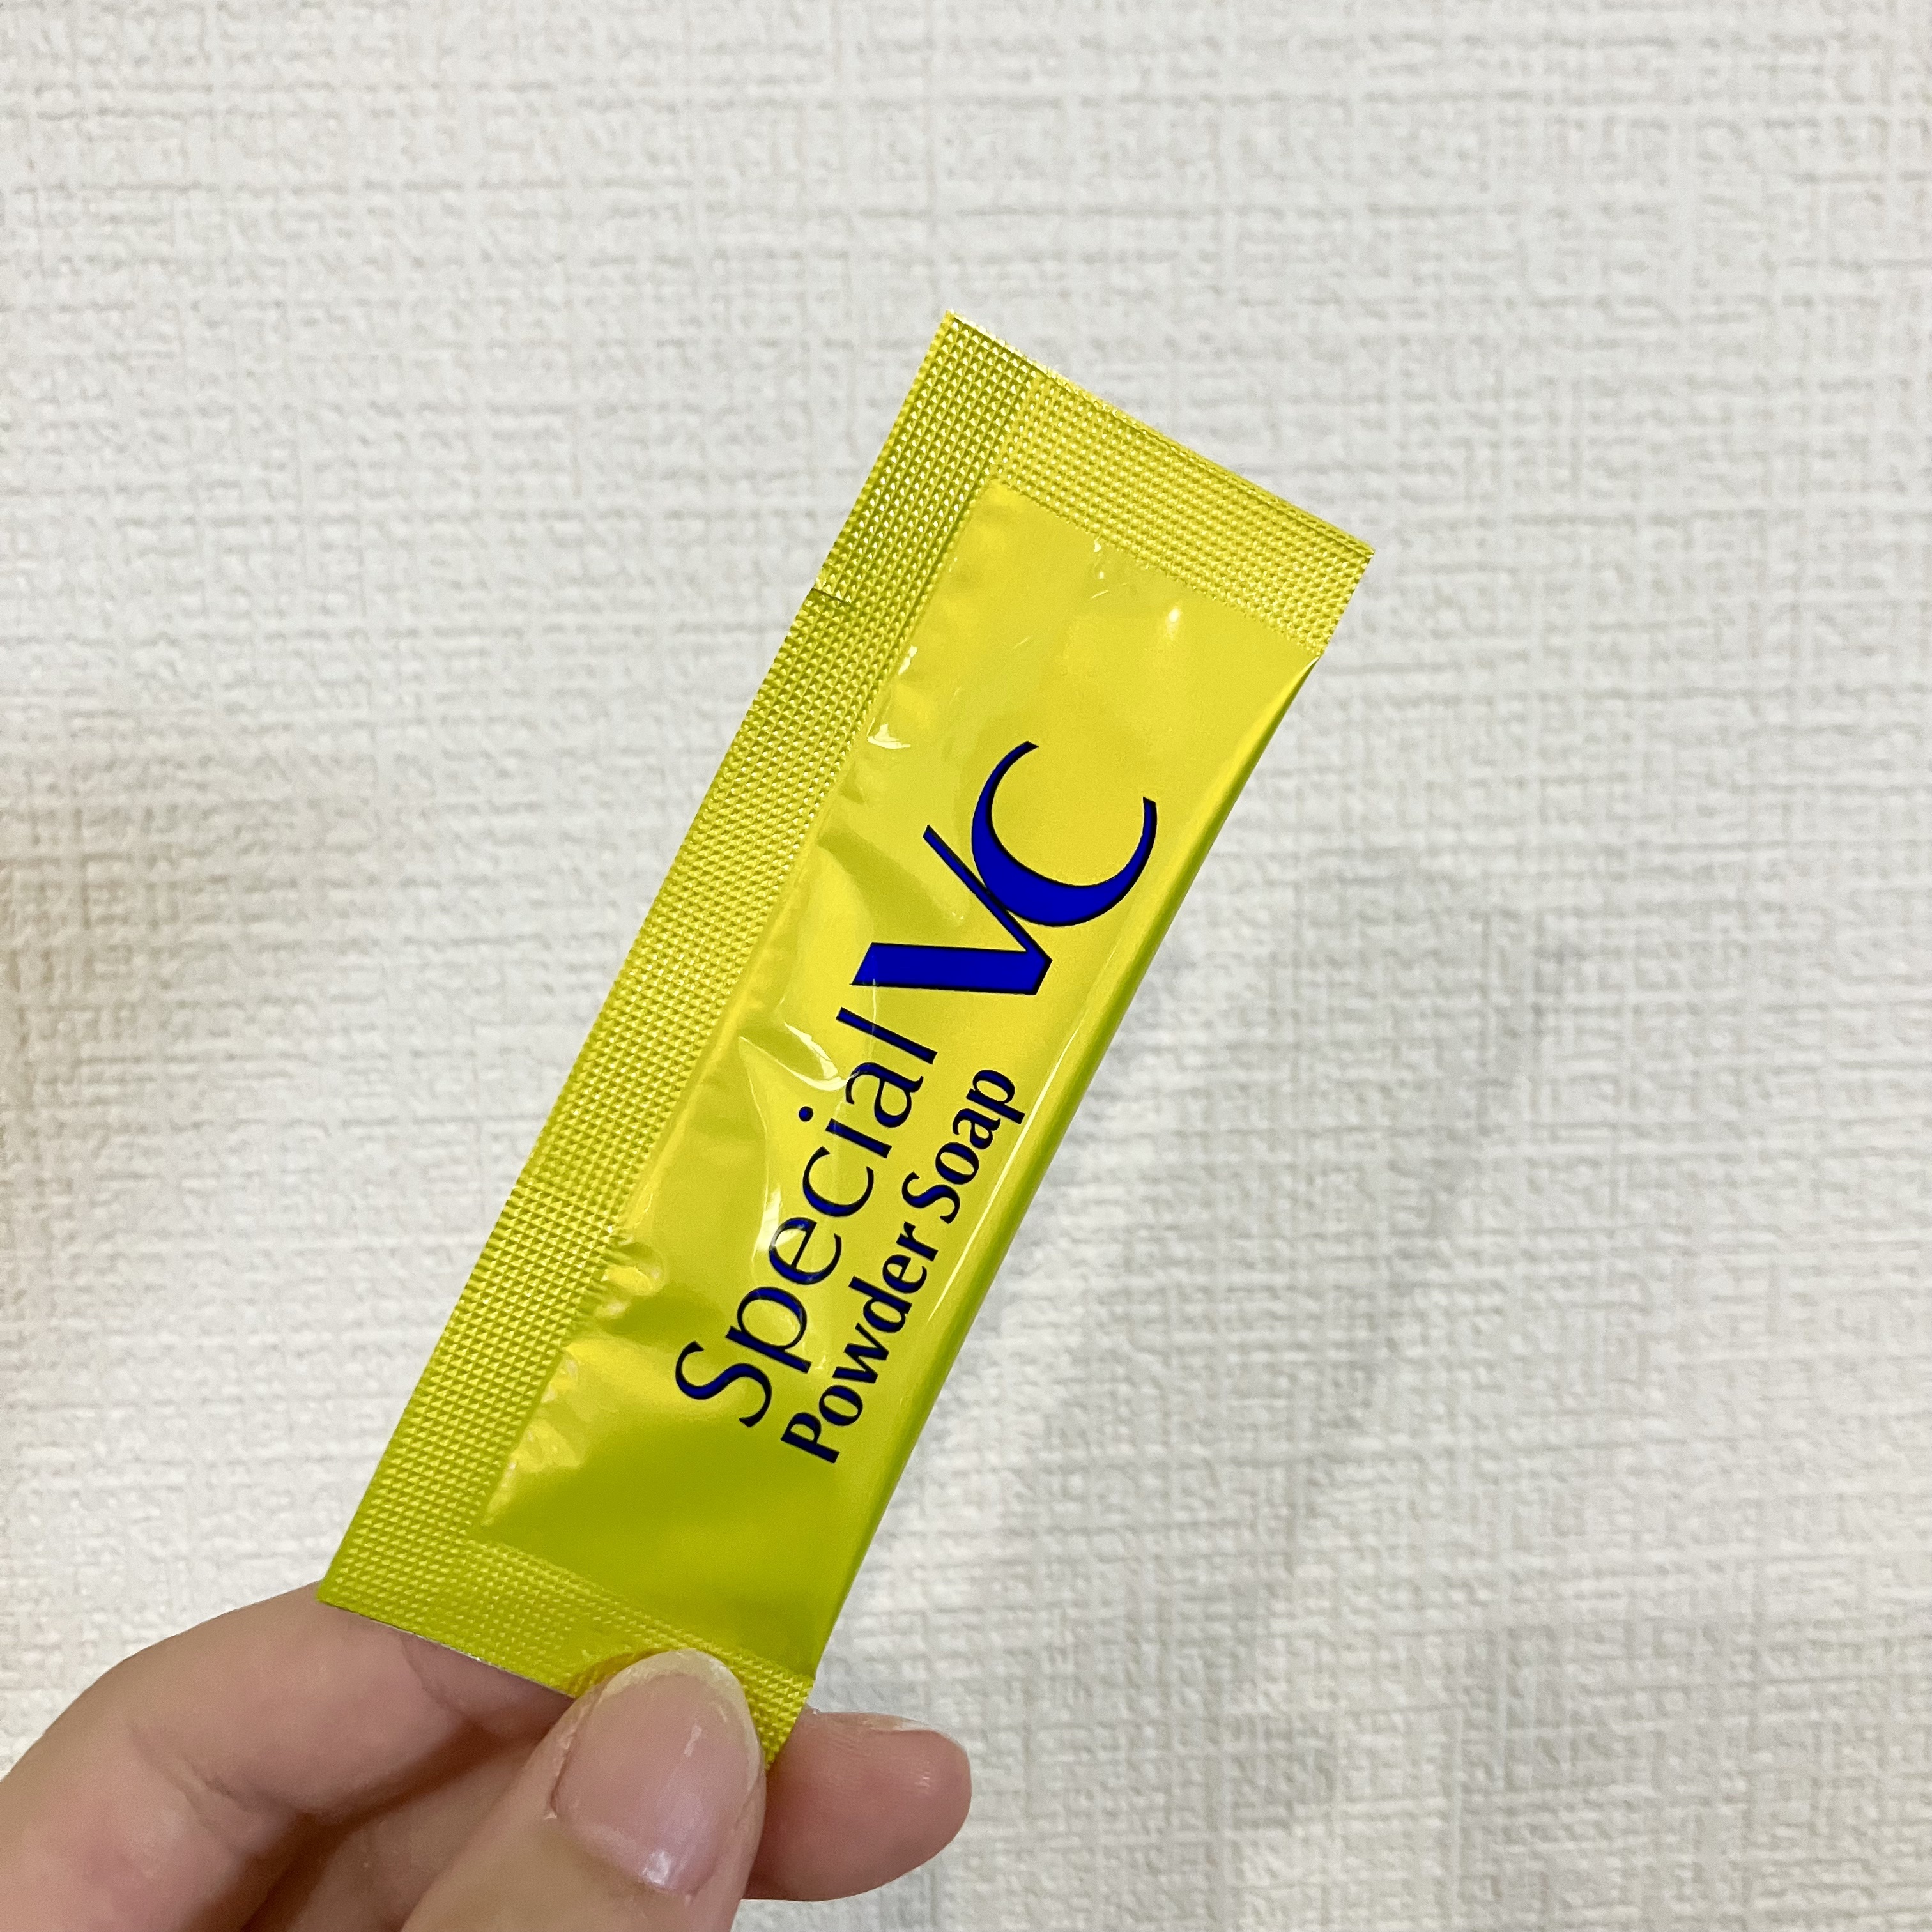 Special VC
Powder Soap